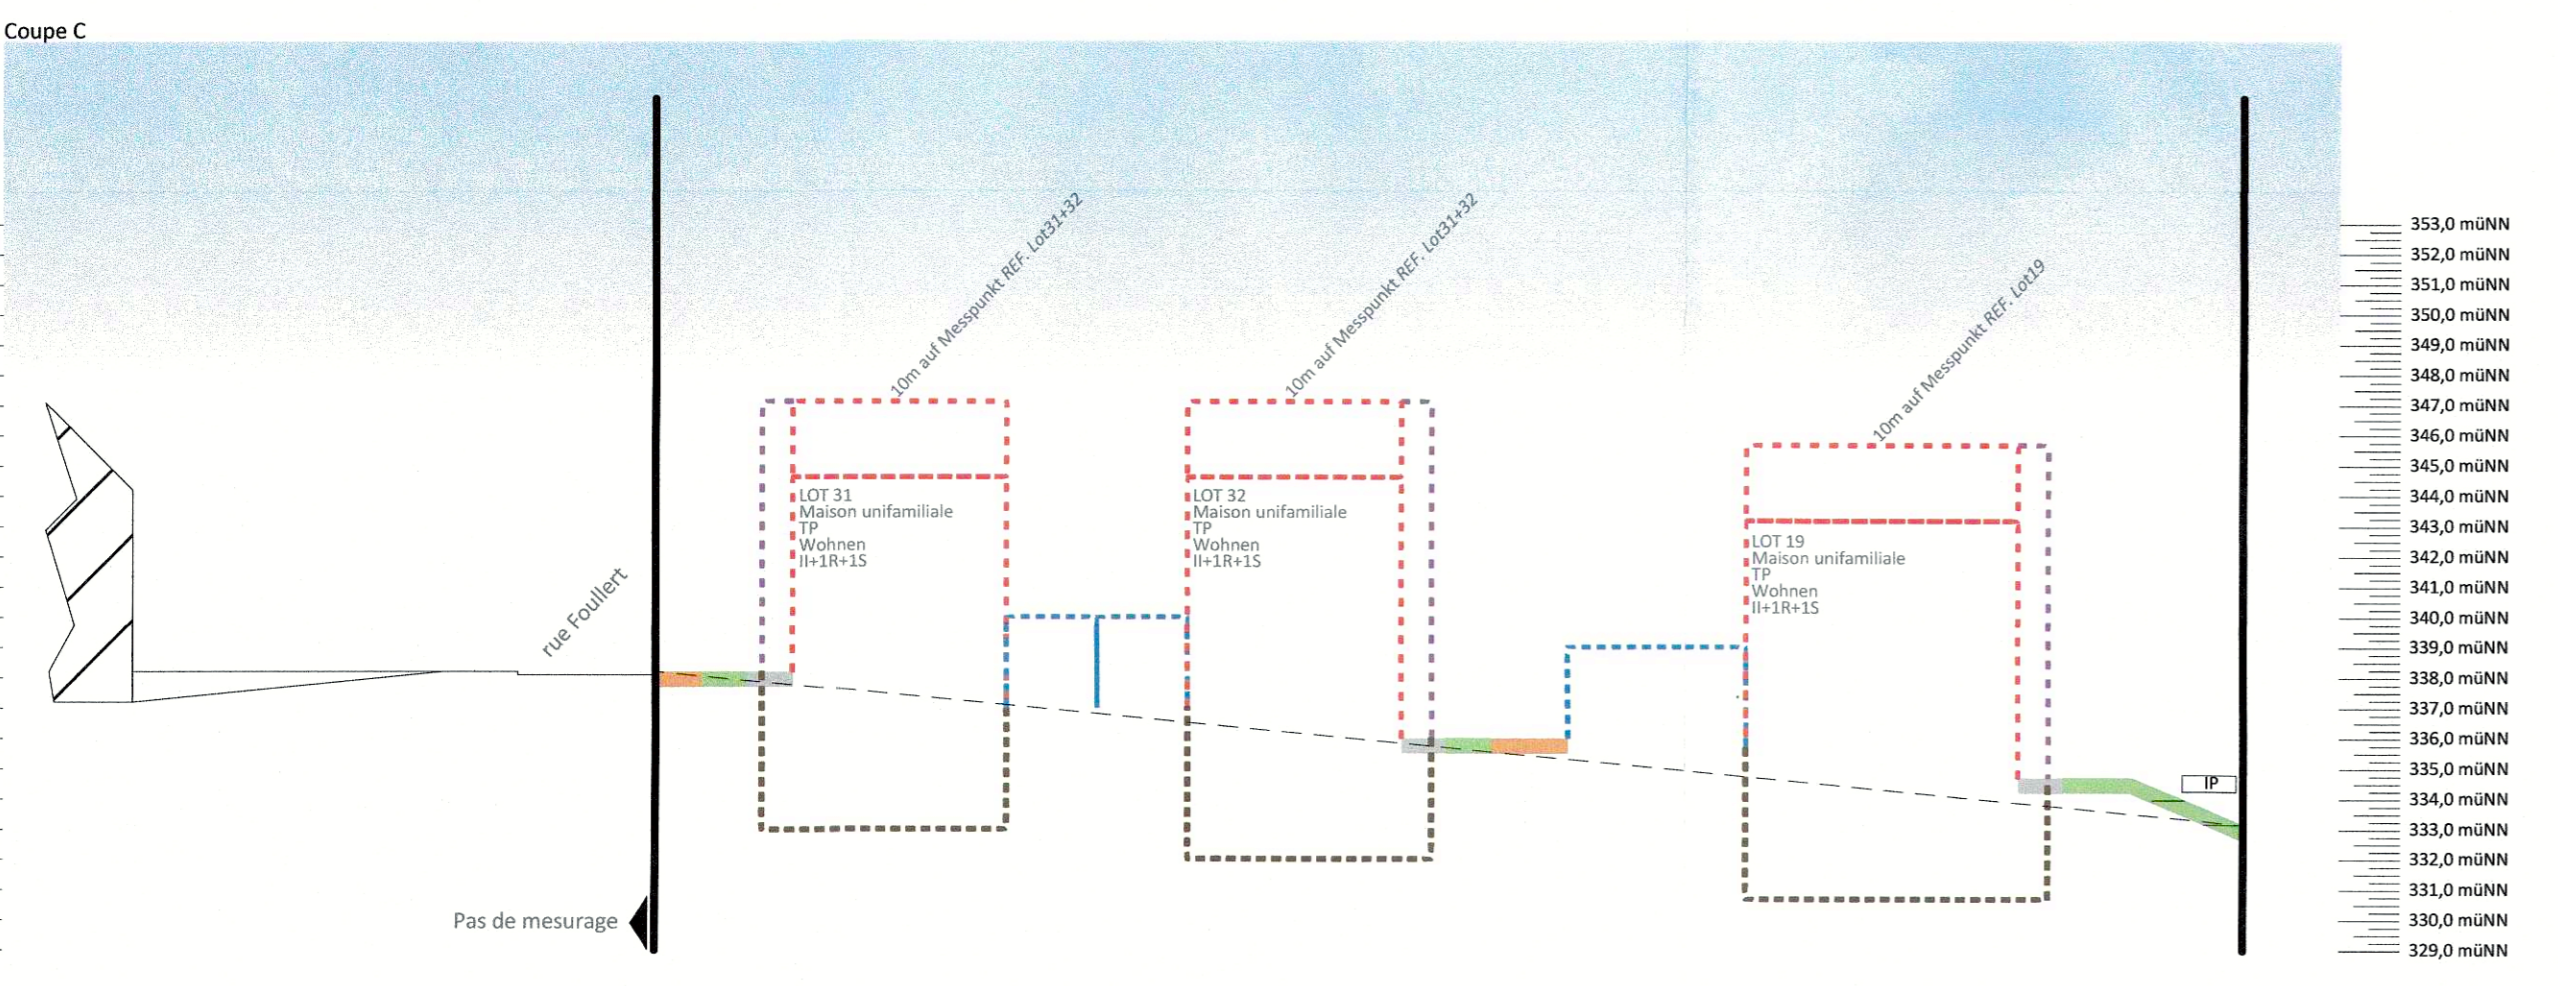 Coupe C
10m auf Messpunkt REF. Lot31+32
10m auf Messpunkt REF. Lot31+32
10m auf Messpunkt REF. Lot19
rue Foullert
LOT 31
Maison unifamiliale
TP
Wohnen
II+1R+1S
LOT 32
Maison unifamiliale
TP
Wohnen
II+1R+1S
LOT 19
Maison unifamiliale
TP
Wohnen
II+1R+1S
IP
Pas de mesurage
353,0 müNN
352,0 müNN
351,0 müNN
350,0 müNN
349,0 müNN
348,0 müNN
347,0 müNN
346,0 müNN
345,0 müNN
344,0 müNN
343,0 müNN
342,0 müNN
341,0 müNN
340,0 müNN
339,0 müNN
338,0 müNN
337,0 müNN
336,0 müNN
335,0 müNN
334,0 müNN
333,0 müNN
332,0 müNN
331,0 müNN
330,0 müNN
329,0 müNN